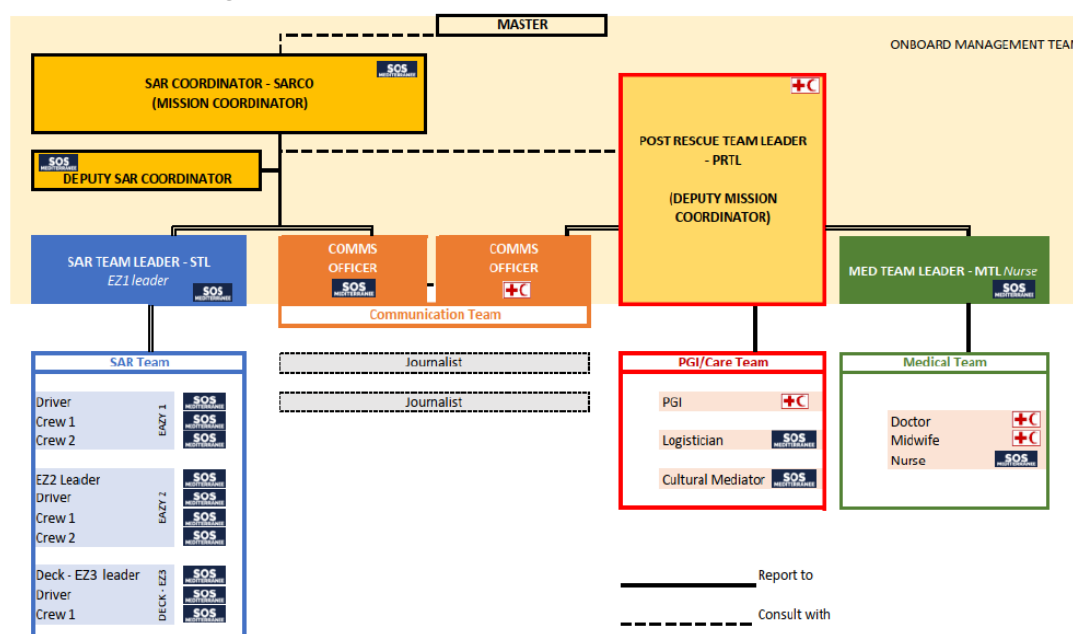 MASTER
ONBOARD MANAGEMENT TEAM
SOS
MEDITERRANEE
SAR COORDINATOR - SARCO
(MISSION COORDINATOR)
SOS
MEDITERRANEE
DEPUTY SAR COORDINATOR
POST RESCUE TEAM LEADER
- PRTL
(DEPUTY MISSION
COORDINATOR)
SAR TEAM LEADER - STL
EZ1 leader
SOS
MEDITERRANEE
COMMS
OFFICER
SOS
MEDITERRANEE
COMMS
OFFICER
Communication Team
MED TEAM LEADER - MTL Nurse
SOS
MEDITERRANEE
Journalist
Journalist
SAR Team
EAZY 1
Driver SOS MEDITERRANEE
Crew 1 SOS MEDITERRANEE
Crew 2 SOS MEDITERRANEE
EAZY 2
EZ2 Leader SOS MEDITERRANEE
Driver SOS MEDITERRANEE
Crew 1 SOS MEDITERRANEE
Crew 2 SOS MEDITERRANEE
DECK - EZ3
Deck - EZ3 leader SOS MEDITERRANEE
Driver SOS MEDITERRANEE
Crew 1 SOS MEDITERRANEE
PGI/Care Team
PGI
Logistician SOS MEDITERRANEE
Cultural Mediator SOS MEDITERRANEE
Medical Team
Doctor
Midwife
Nurse SOS MEDITERRANEE
Report to
Consult with